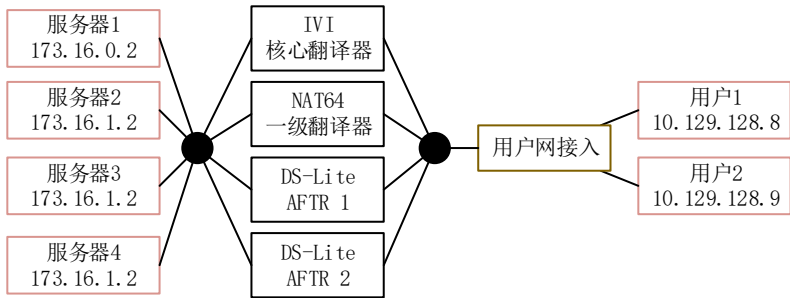 服务器1
173.16.0.2
服务器2
173.16.1.2
服务器3
173.16.1.2
服务器4
173.16.1.2
IVI
核心翻译器
NAT64
一级翻译器
DS-Lite
AFTR 1
DS-Lite
AFTR 2
用户网接入
用户1
10.129.128.8
用户2
10.129.128.9